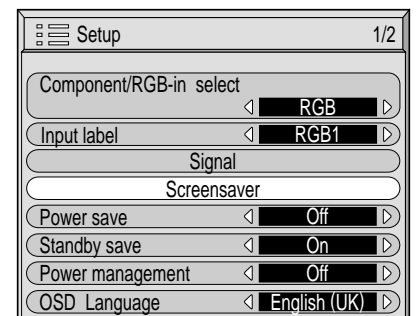 Setup 1/2
Component/RGB-in select
RGB
Input label RGB1
Signal
Screensaver
Power save Off
Standby save On
Power management Off
OSD Language English (UK)